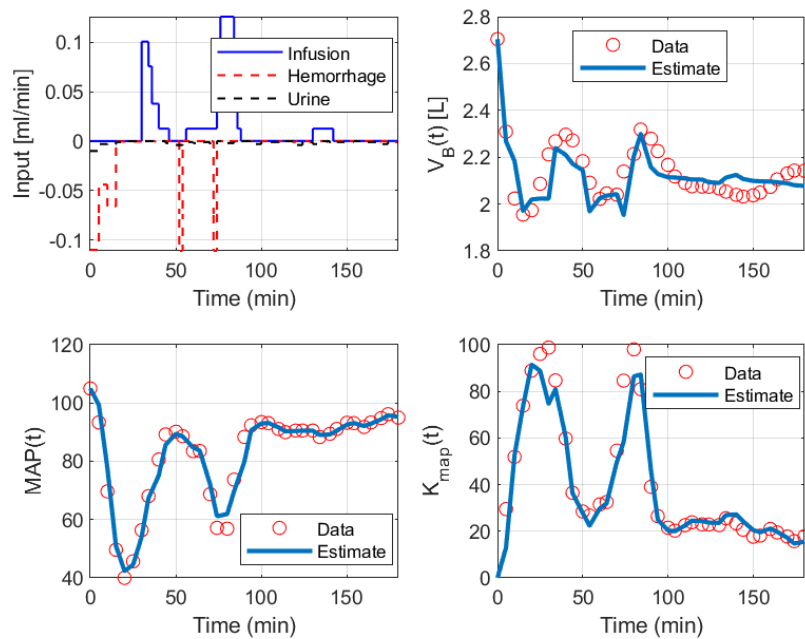 0.1
0.05
0
-0.05
-0.1
Input [ml/min]
Infusion
Hemorrhage
Urine
0 50 100 150
Time (min)
2.8
2.6
2.4
2.2
2
1.8
V_B(t) [L]
Data
Estimate
0 50 100 150
Time (min)
120
100
80
60
40
MAP(t)
Data
Estimate
0 50 100 150
Time (min)
100
80
60
40
20
0
K_map(t)
Data
Estimate
0 50 100 150
Time (min)